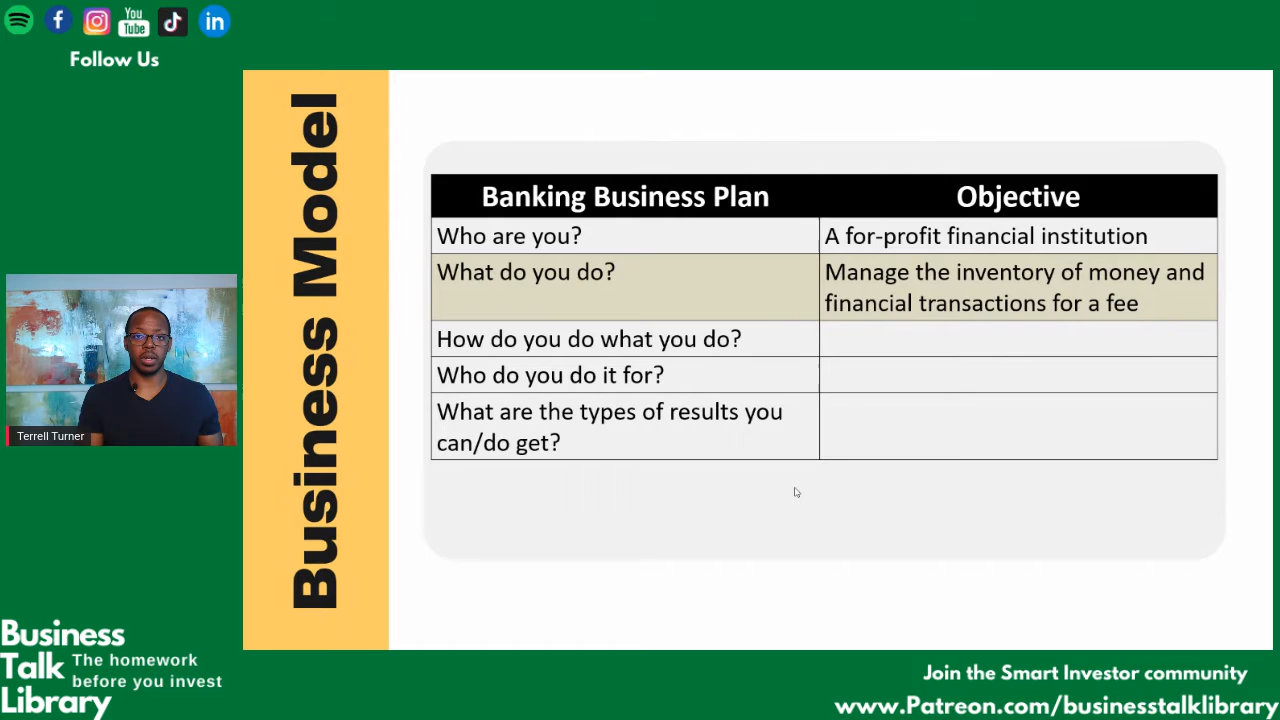 You
Tube
in
Follow Us
Business Model
Banking Business Plan
Objective
Who are you?
A for-profit financial institution
What do you do?
Manage the inventory of money and
financial transactions for a fee
How do you do what you do?
Who do you do it for?
What are the types of results you
can/do get?
Terrell Turner
Business
Talk
Library
The homework
before you invest
Join the Smart Investor community
www.Patreon.com/businesstalklibrary